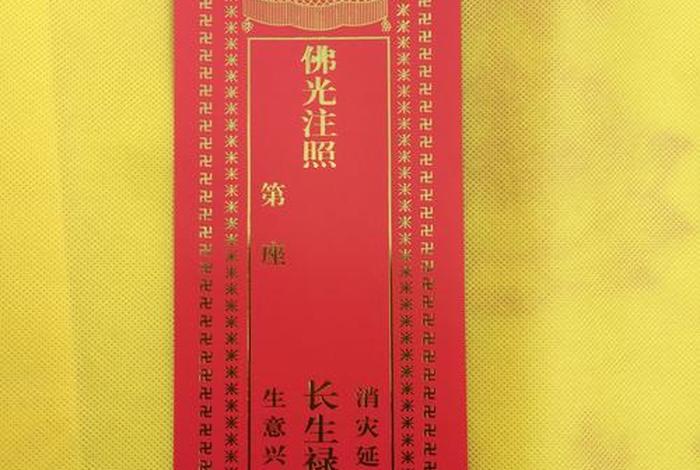 消灾延
佛光注照
长生禄
第 座
生意兴